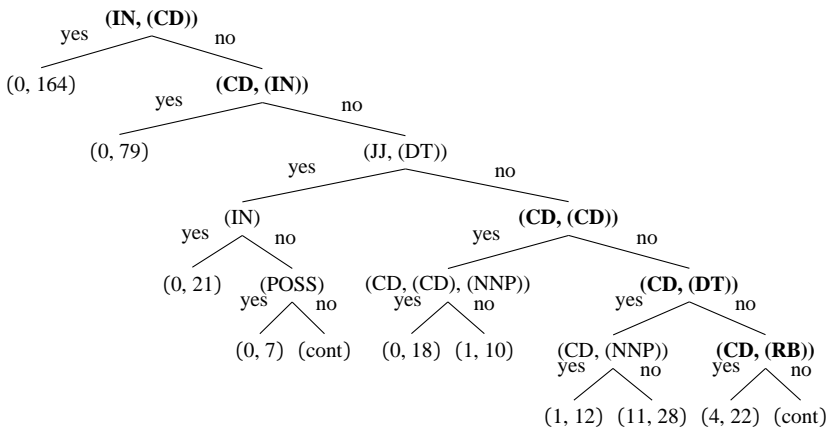 (IN, (CD))
yes no
(0, 164) (CD, (IN))
yes no
(0, 79) (JJ, (DT))
yes no
(IN) (CD, (CD))
yes no yes no
(0, 21) (POSS) (CD, (CD), (NNP)) (CD, (DT))
yes no yes no yes no
(0, 7) (cont) (0, 18) (1, 10) (CD, (NNP)) (CD, (RB))
yes no yes no
(1, 12) (11, 28) (4, 22) (cont)